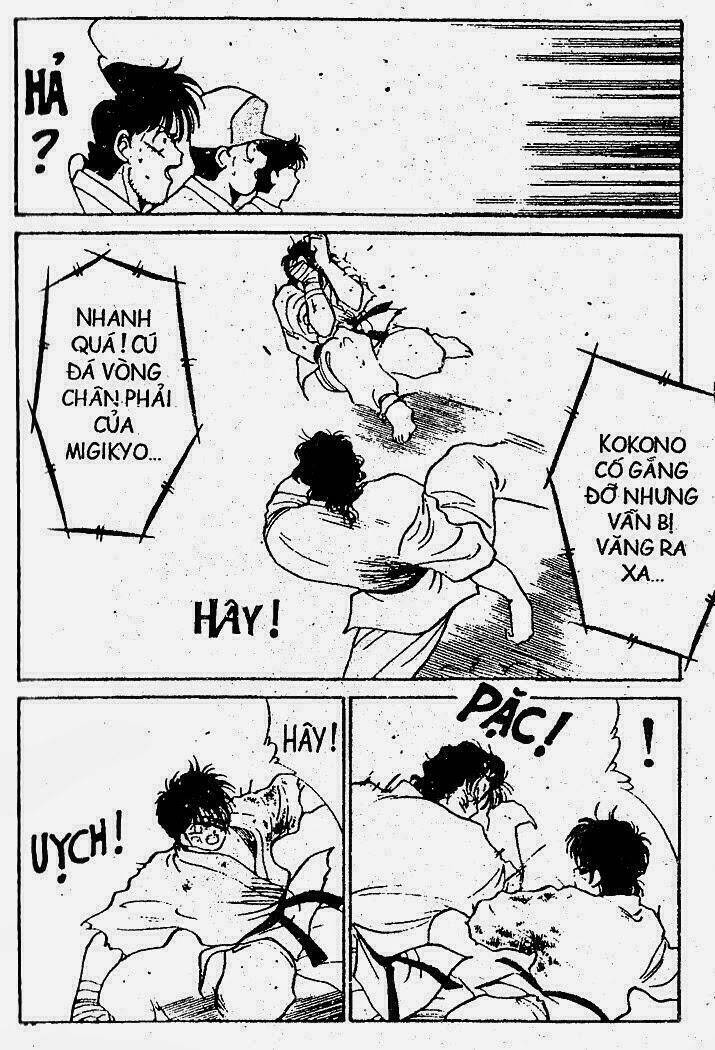 HẢ
?
NHANH
QUÁ! CÚ
ĐÁ VÒNG
CHÂN PHẢI
CỦA
MIGIKYO...
KOKONO
CỐ GẮNG
ĐỠ NHƯNG
VẪN BỊ
VĂNG RA
XA...
HÂY!
HÂY!
UỴCH!
PẶC!
!